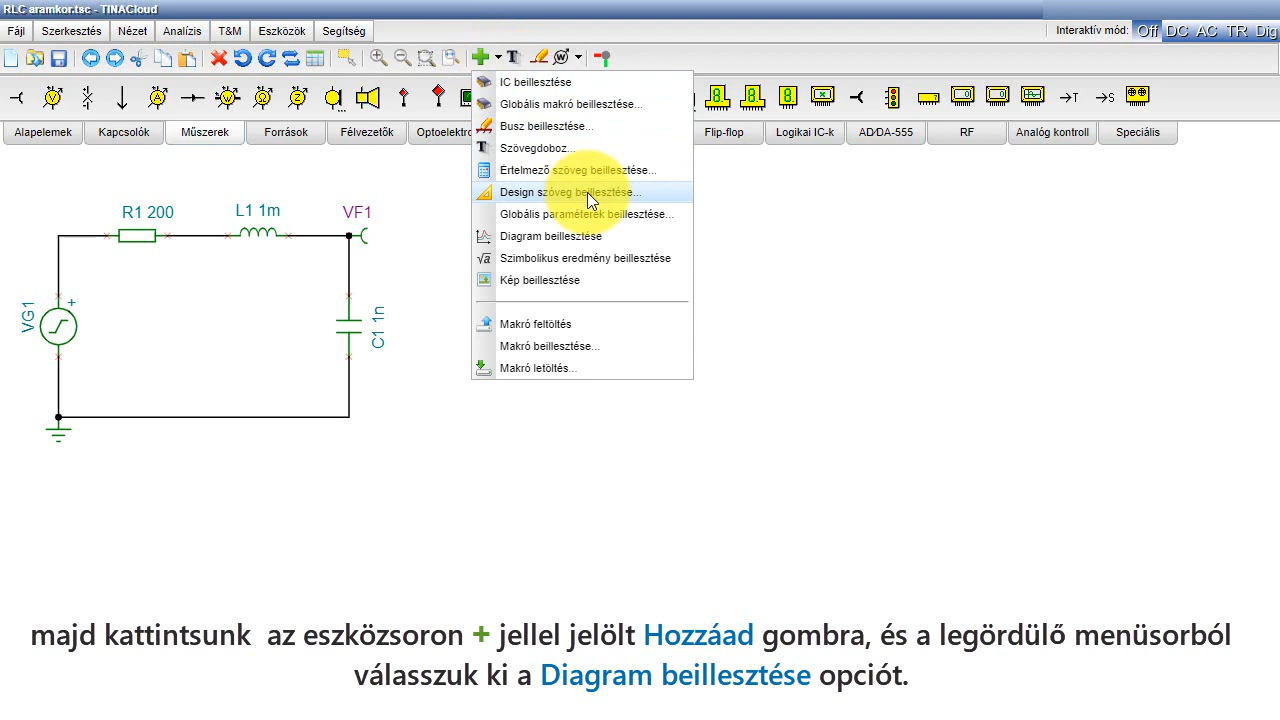 RLC aramkor.tsc - TINACloud
Fájl Szerkesztés Nézet Analízis T&M Eszközök Segítség Interaktív mód: Off DC AC TR Dig
Alapelemek Kapcsolók Műszerek Források Félvezetők Optoelektro Flip-flop Logikai IC-k AD/DA-555 RF Analóg kontroll Speciális
IC beillesztése
Globális makró beillesztése...
Busz beillesztése...
Szövegdoboz...
Értelmező szöveg beillesztése...
Design szöveg beillesztése...
Globális paraméterek beillesztése...
Diagram beillesztése
Szimbolikus eredmény beillesztése
Kép beillesztése
Makró feltöltés
Makró beillesztése...
Makró letöltés...
R1 200
L1 1m
VF1
VG1
+
C1 1n
majd kattintsunk az eszközsoron + jellel jelölt Hozzáad gombra, és a legördülő menüsorból
válasszuk ki a Diagram beillesztése opciót.